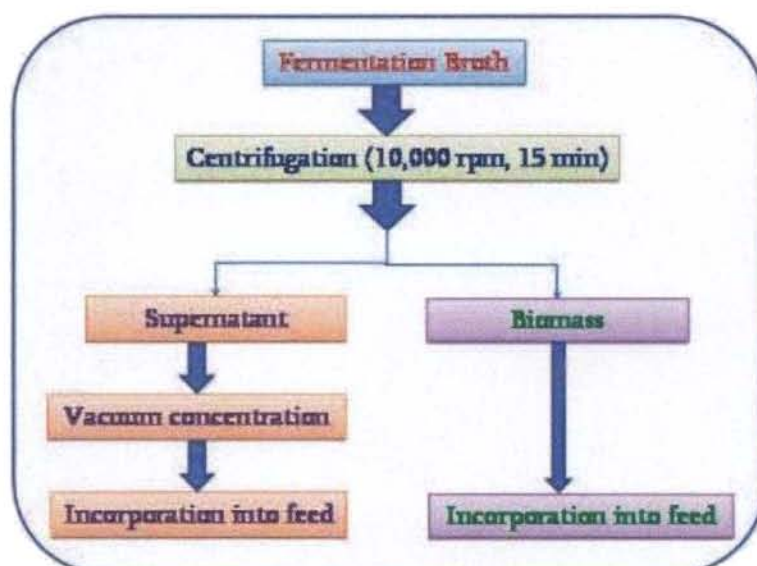 Fermentation Broth
Centrifugation (10,000 rpm, 15 min)
Supernatant
Biomass
Vacuum concentration
Incorporation into feed
Incorporation into feed